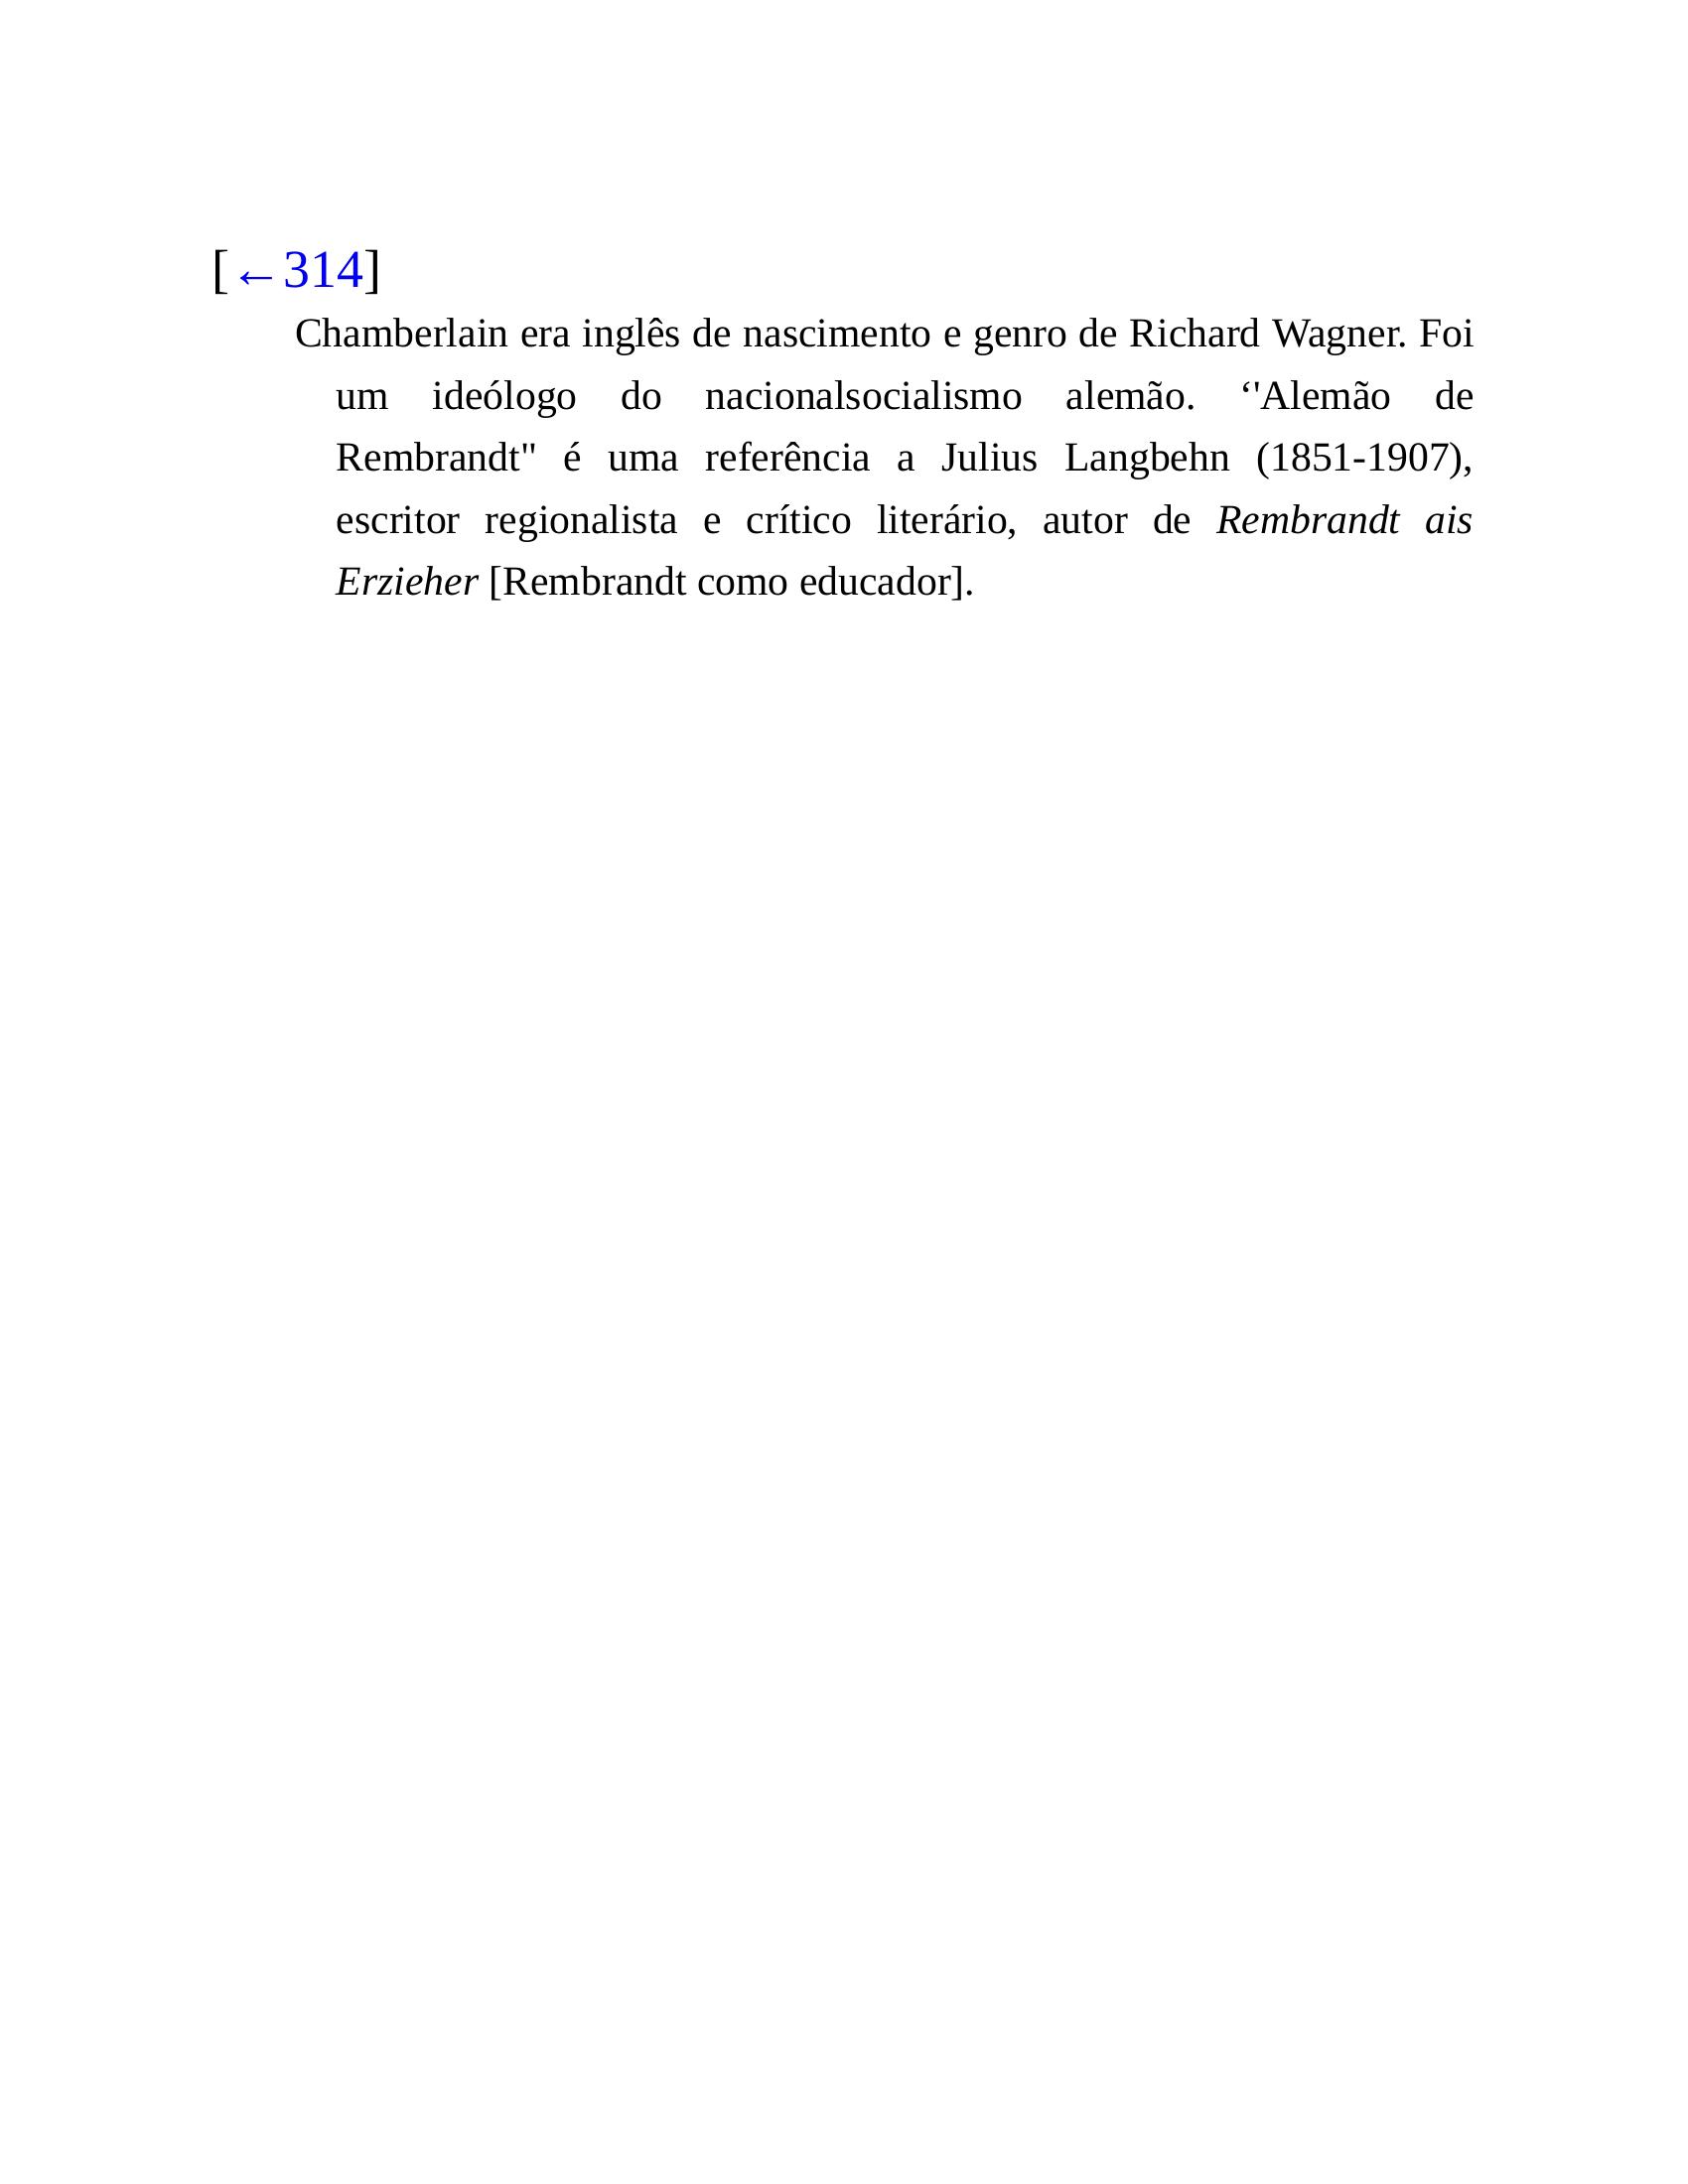 [←314]
Chamberlain era inglês de nascimento e genro de Richard Wagner. Foi
um ideólogo do nacionalsocialismo alemão. ‘'Alemão de
Rembrandt" é uma referência a Julius Langbehn (1851-1907),
escritor regionalista e crítico literário, autor de Rembrandt ais
Erzieher [Rembrandt como educador].